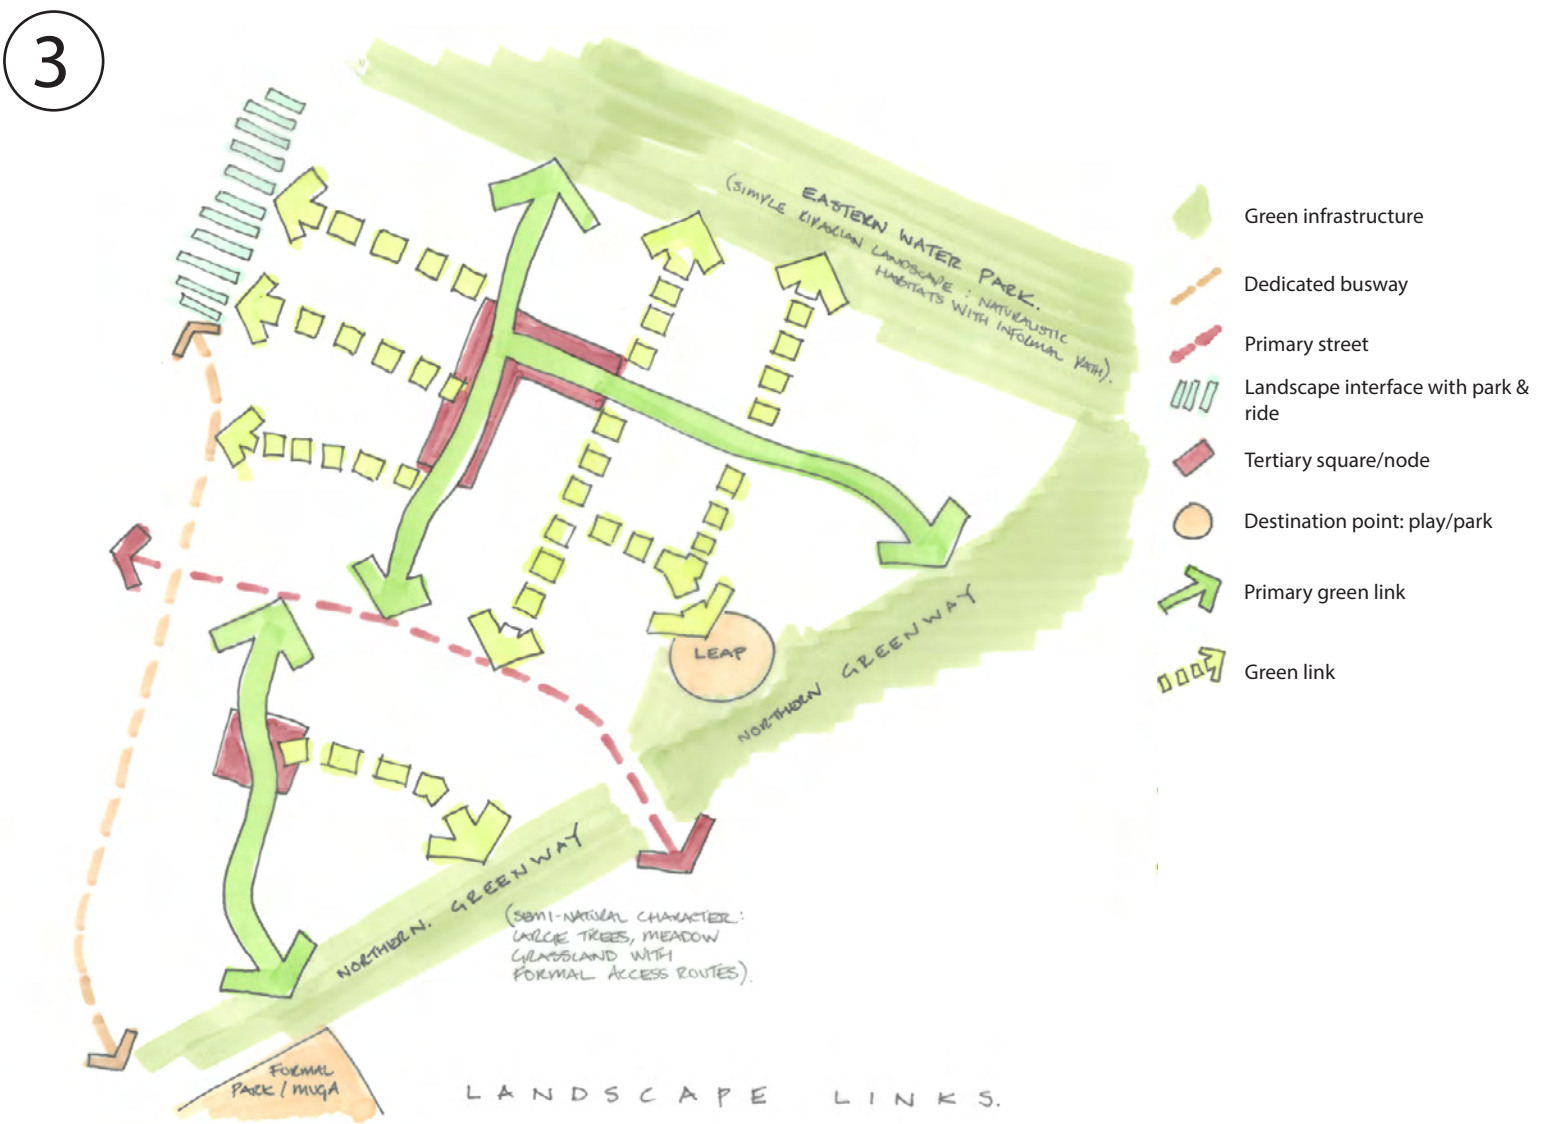 3
EASTERN WATER PARK.
(SIMPLE RIPARIAN LANDSCAPE : NATURALISTIC
HABITATS WITH INFORMAL PATH).
LEAP
NORTHERN GREENWAY
NORTHERN. GREENWAY
(SEMI-NATURAL CHARACTER:
LARGE TREES, MEADOW
GRASSLAND WITH
FORMAL ACCESS ROUTES).
FORMAL
PARK / MUGA
LANDSCAPE LINKS.
Green infrastructure
Dedicated busway
Primary street
Landscape interface with park &
ride
Tertiary square/node
Destination point: play/park
Primary green link
Green link